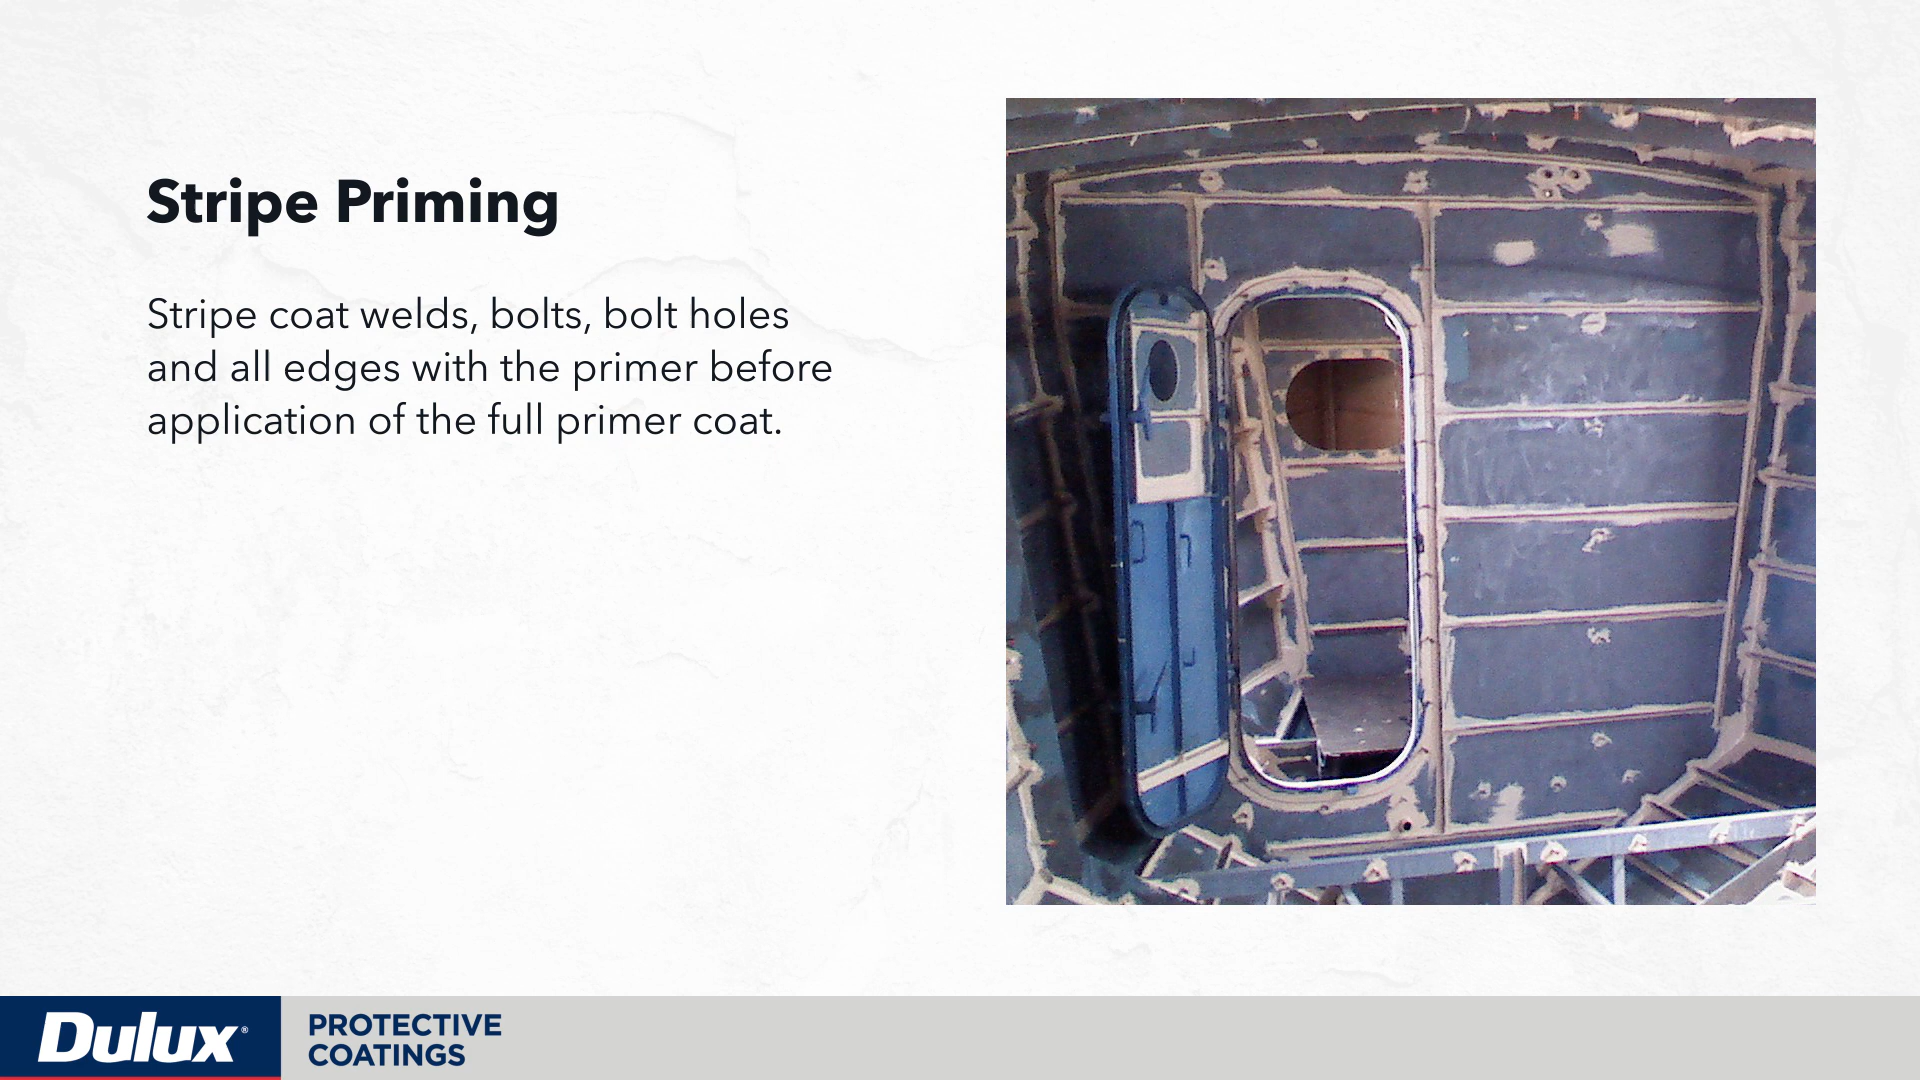 Stripe Priming
Stripe coat welds, bolts, bolt holes
and all edges with the primer before
application of the full primer coat.
Dulux®
PROTECTIVE
COATINGS